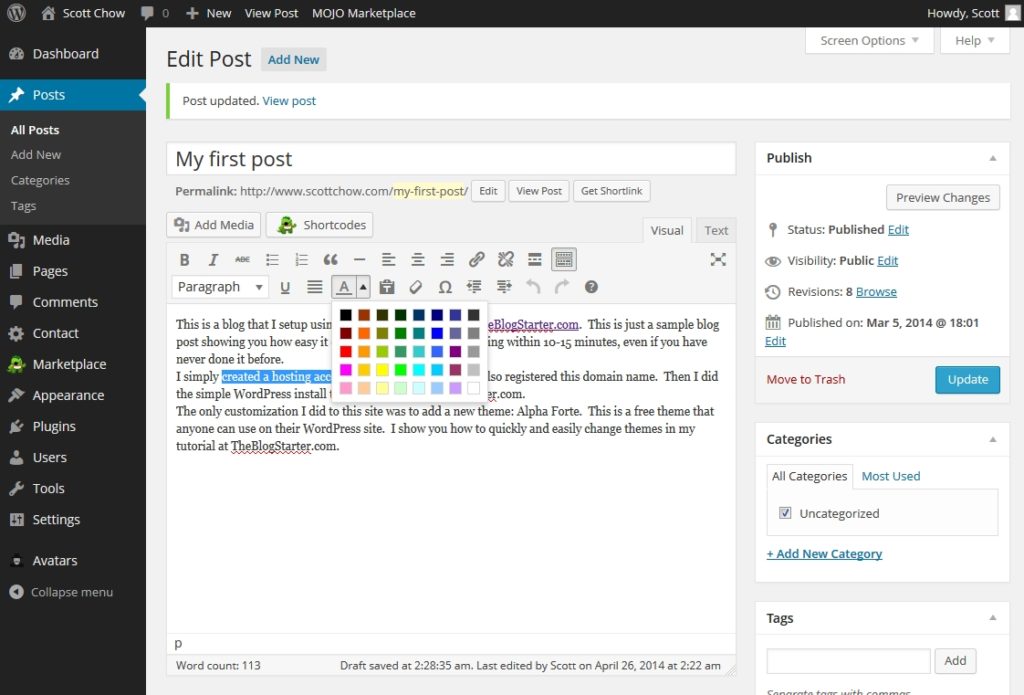 Scott Chow 0 + New View Post MOJO Marketplace Howdy, Scott
Dashboard
Posts
All Posts
Add New
Categories
Tags
Media
Pages
Comments
Contact
Marketplace
Appearance
Plugins
Users
Tools
Settings
Avatars
Collapse menu
Screen Options Help
Edit Post Add New
Post updated. View post
My first post
Permalink: http://www.scottchow.com/my-first-post/ Edit View Post Get Shortlink
Add Media Shortcodes Visual Text
B I ABC
Paragraph U A Ω ?
This is a blog that I setup usin eBlogStarter.com. This is just a sample blog
post showing you how easy it ing within 10-15 minutes, even if you have
never done it before.
I simply created a hosting acc lso registered this domain name. Then I did
the simple WordPress install er.com.
The only customization I did to this site was to add a new theme: Alpha Forte. This is a free theme that
anyone can use on their WordPress site. I show you how to quickly and easily change themes in my
tutorial at TheBlogStarter.com.
p
Word count: 113 Draft saved at 2:28:35 am. Last edited by Scott on April 26, 2014 at 2:22 am
Publish
Preview Changes
Status: Published Edit
Visibility: Public Edit
Revisions: 8 Browse
Published on: Mar 5, 2014 @ 18:01
Edit
Move to Trash Update
Categories
All Categories Most Used
Uncategorized
+ Add New Category
Tags
Add
Separate tags with commas